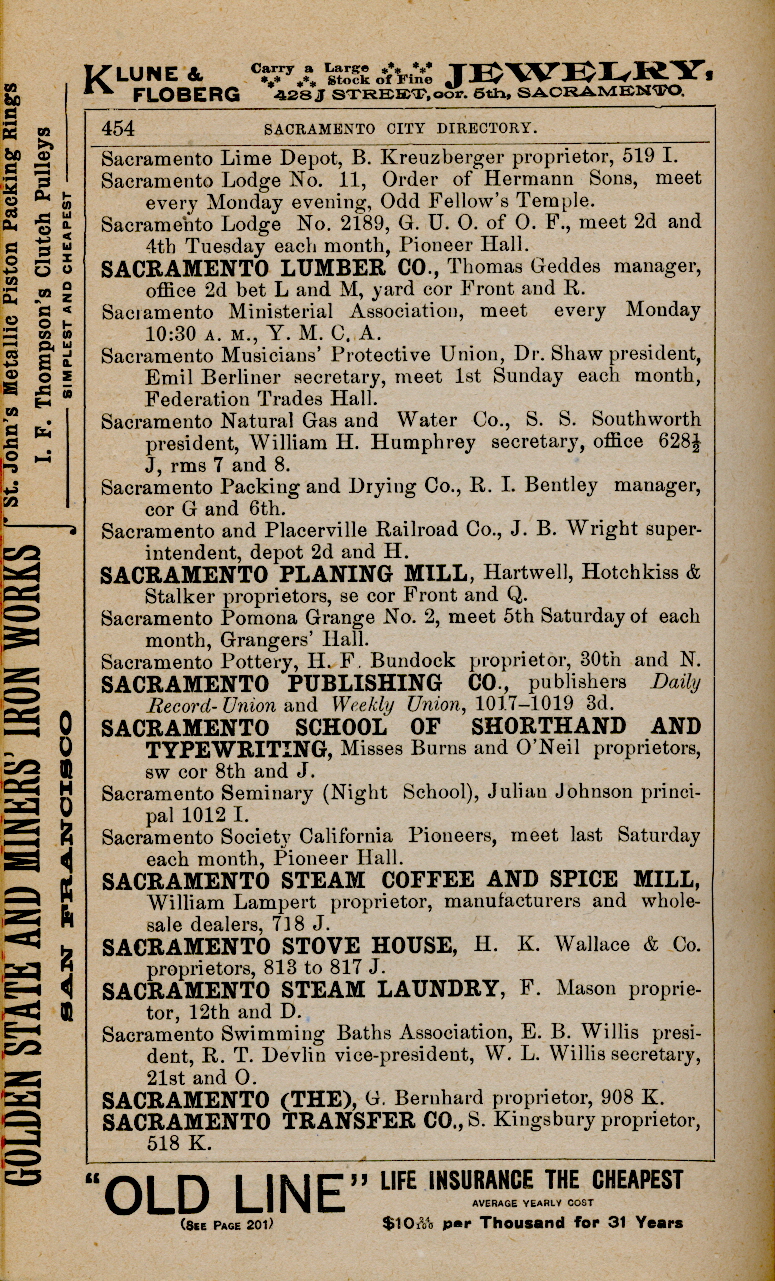 KLUNE & FLOBERG Carry a Large Stock of Fine JEWELRY,
428 J STREET, cor. 5th, SACRAMENTO.
454 SACRAMENTO CITY DIRECTORY.
Sacramento Lime Depot, B. Kreuzberger proprietor, 519 I.
Sacramento Lodge No. 11, Order of Hermann Sons, meet
every Monday evening, Odd Fellow's Temple.
Sacramento Lodge No. 2189, G. U. O. of O. F., meet 2d and
4th Tuesday each month, Pioneer Hall.
SACRAMENTO LUMBER CO., Thomas Geddes manager,
office 2d bet L and M, yard cor Front and R.
Sacramento Ministerial Association, meet every Monday
10:30 A. M., Y. M. C. A.
Sacramento Musicians' Protective Union, Dr. Shaw president,
Emil Berliner secretary, meet 1st Sunday each month,
Federation Trades Hall.
Sacramento Natural Gas and Water Co., S. S. Southworth
president, William H. Humphrey secretary, office 628½
J, rms 7 and 8.
Sacramento Packing and Drying Co., R. I. Bentley manager,
cor G and 6th.
Sacramento and Placerville Railroad Co., J. B. Wright super-
intendent, depot 2d and H.
SACRAMENTO PLANING MILL, Hartwell, Hotchkiss &
Stalker proprietors, se cor Front and Q.
Sacramento Pomona Grange No. 2, meet 5th Saturday of each
month, Grangers' Hall.
Sacramento Pottery, H. F. Bundock proprietor, 30th and N.
SACRAMENTO PUBLISHING CO., publishers Daily
Record-Union and Weekly Union, 1017–1019 3d.
SACRAMENTO SCHOOL OF SHORTHAND AND
TYPEWRITING, Misses Burns and O'Neil proprietors,
sw cor 8th and J.
Sacramento Seminary (Night School), Julian Johnson princi-
pal 1012 I.
Sacramento Society California Pioneers, meet last Saturday
each month, Pioneer Hall.
SACRAMENTO STEAM COFFEE AND SPICE MILL,
William Lampert proprietor, manufacturers and whole-
sale dealers, 718 J.
SACRAMENTO STOVE HOUSE, H. K. Wallace & Co.
proprietors, 813 to 817 J.
SACRAMENTO STEAM LAUNDRY, F. Mason proprie-
tor, 12th and D.
Sacramento Swimming Baths Association, E. B. Willis presi-
dent, R. T. Devlin vice-president, W. L. Willis secretary,
21st and O.
SACRAMENTO (THE), G. Bernhard proprietor, 908 K.
SACRAMENTO TRANSFER CO., S. Kingsbury proprietor,
518 K.
"OLD LINE" LIFE INSURANCE THE CHEAPEST
AVERAGE YEARLY COST
(SEE PAGE 201) per Thousand for 31 Years
GOLDEN STATE AND MINERS' IRON WORKS
SAN FRANCISCO
St. John's Metallic Piston Packing Rings
I. F. Thompson's Clutch Pulleys
SIMPLEST AND CHEAPEST